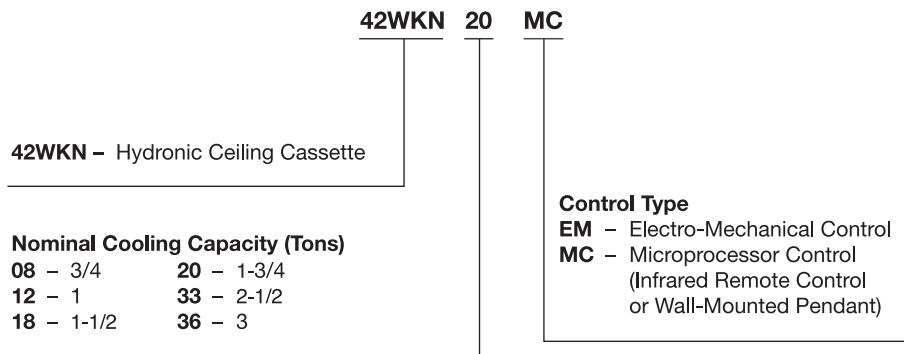 42WKN 20 MC
42WKN – Hydronic Ceiling Cassette
Nominal Cooling Capacity (Tons)
08 – 3/4 20 – 1-3/4
12 – 1 33 – 2-1/2
18 – 1-1/2 36 – 3
Control Type
EM – Electro-Mechanical Control
MC – Microprocessor Control
(Infrared Remote Control
or Wall-Mounted Pendant)